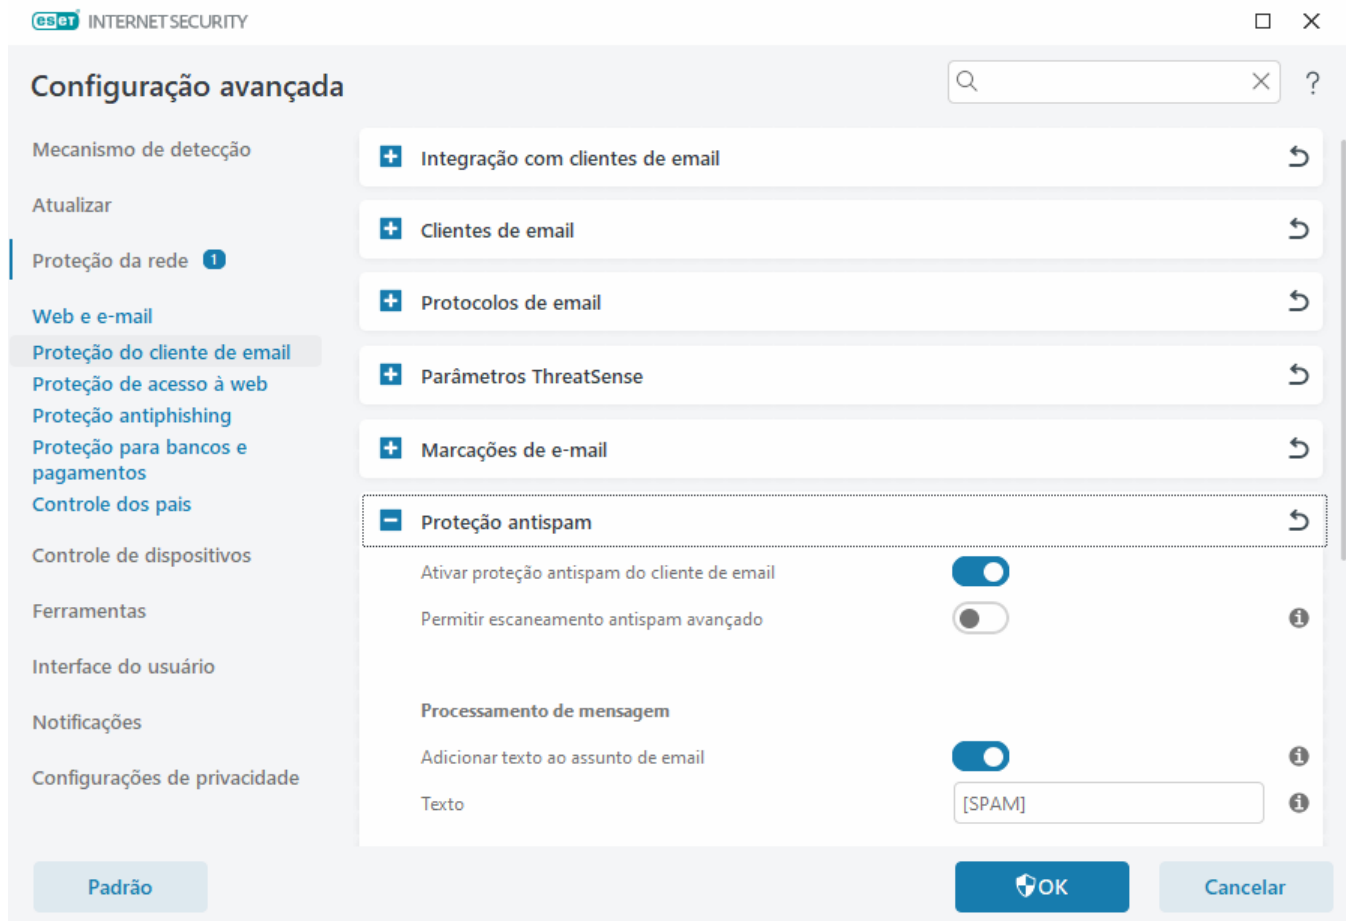 eset INTERNET SECURITY
Configuração avançada
?
Mecanismo de detecção
Atualizar
Proteção da rede 1
Web e e-mail
Proteção do cliente de email
Proteção de acesso à web
Proteção antiphishing
Proteção para bancos e
pagamentos
Controle dos pais
Controle de dispositivos
Ferramentas
Interface do usuário
Notificações
Configurações de privacidade
Integração com clientes de email
Clientes de email
Protocolos de email
Parâmetros ThreatSense
Marcações de e-mail
Proteção antispam
Ativar proteção antispam do cliente de email
Permitir escaneamento antispam avançado
Processamento de mensagem
Adicionar texto ao assunto de email
Texto [SPAM]
Padrão
OK
Cancelar